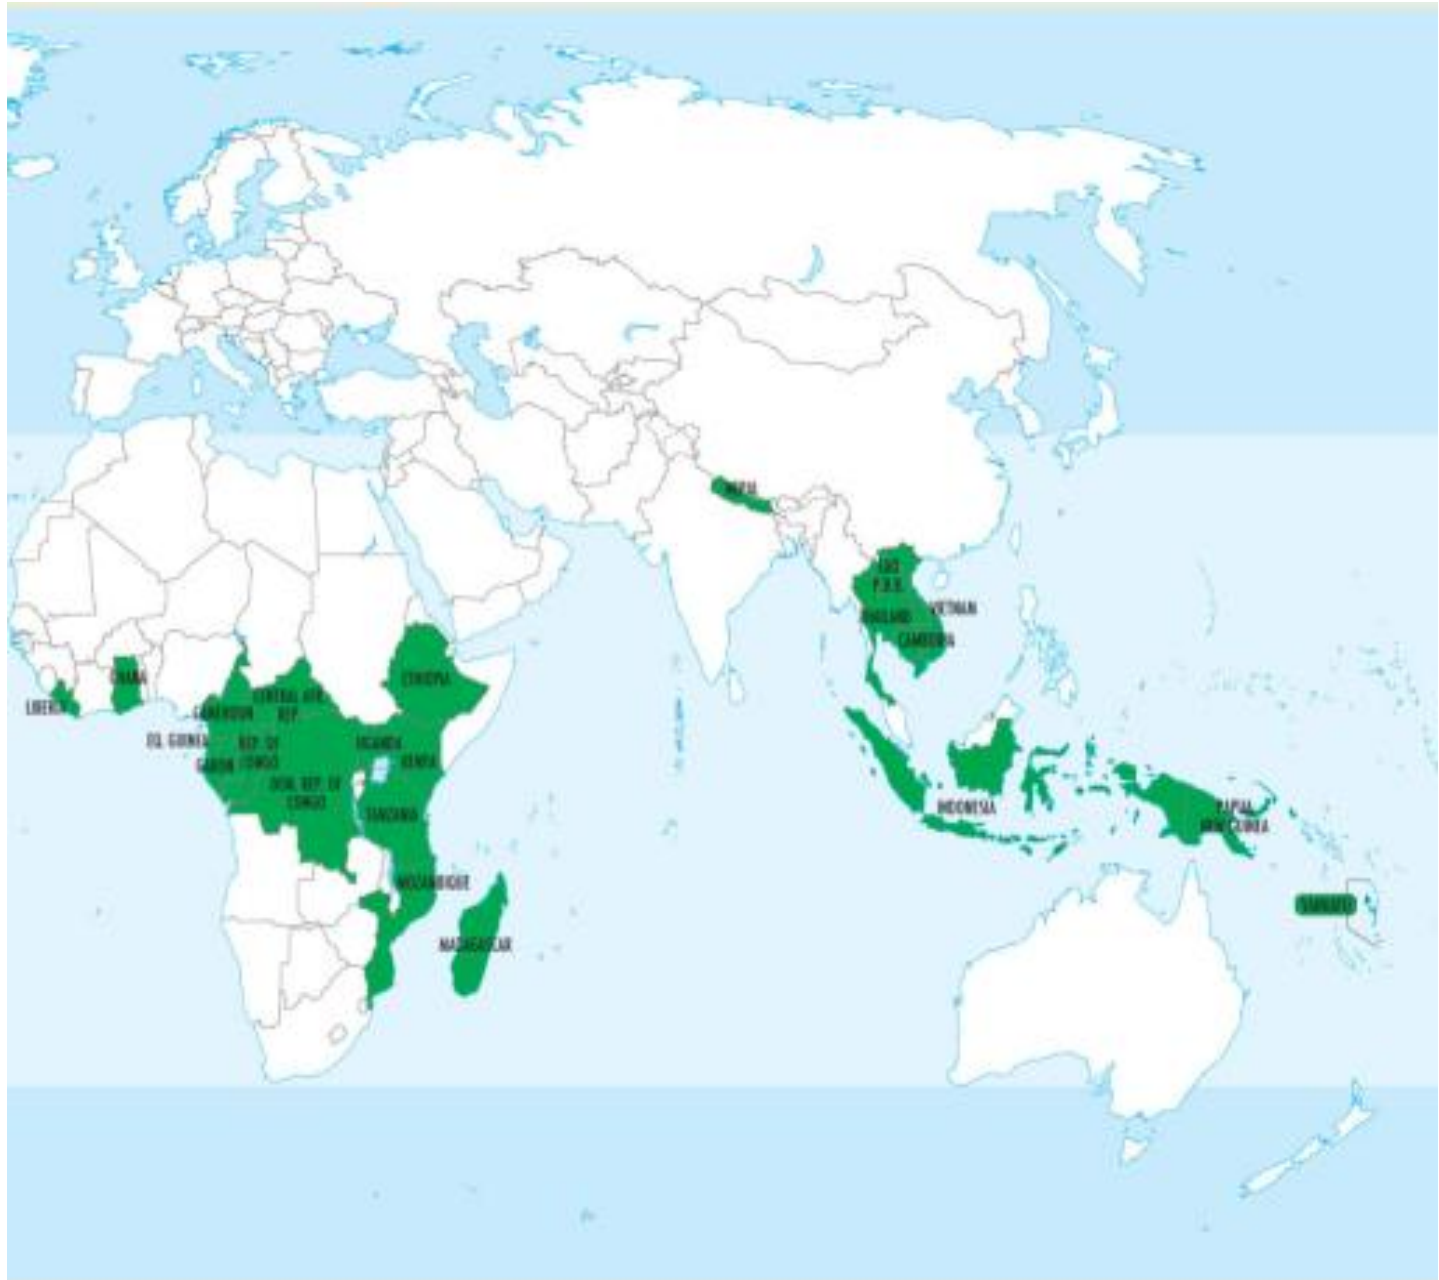 NEPAL
LAO
P.D.R.
THAILAND
VIETNAM
CAMBODIA
LIBERIA
GHANA
ETHIOPIA
CENTRAL AFR.
REP.
CAMEROUN
EQ. GUINEA
REP. OF
CONGO
GABON
UGANDA
KENYA
DEM. REP. OF
CONGO
TANZANIA
INDONESIA
PAPUA
NEW GUINEA
MOZAMBIQUE
VANUATU
MADAGASCAR